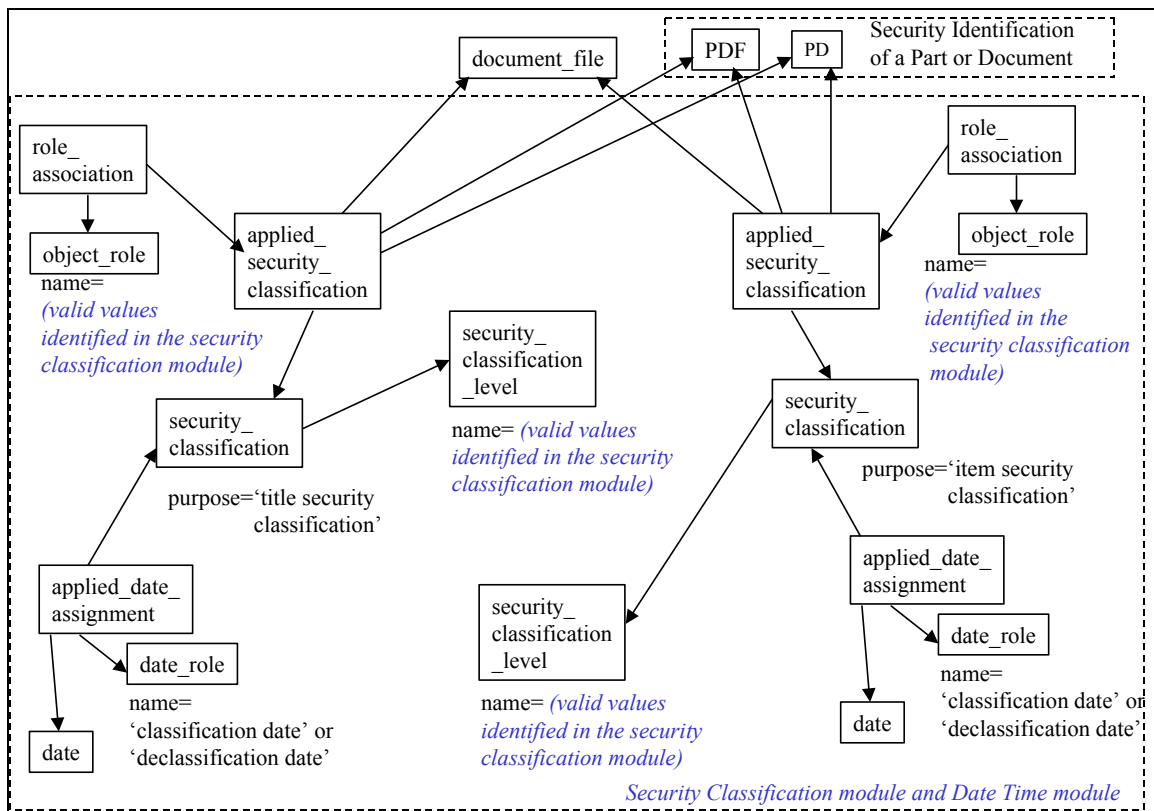 Security Identification
of a Part or Document
PDF
PD
document_file
role_
association
object_role
name=
(valid values
identified in the security
classification module)
applied_
security_
classification
security_
classification
_level
name= (valid values
identified in the security
classification module)
security_
classification
purpose=‘title security
classification’
applied_date_
assignment
date_role
name=
‘classification date’ or
‘declassification date’
date
role_
association
object_role
name=
(valid values
identified in the
security classification
module)
applied_
security_
classification
security_
classification
purpose=‘item security
classification’
security_
classification
_level
name= (valid values
identified in the security
classification module)
applied_date_
assignment
date_role
name=
‘classification date’ or
‘declassification date’
date
Security Classification module and Date Time module